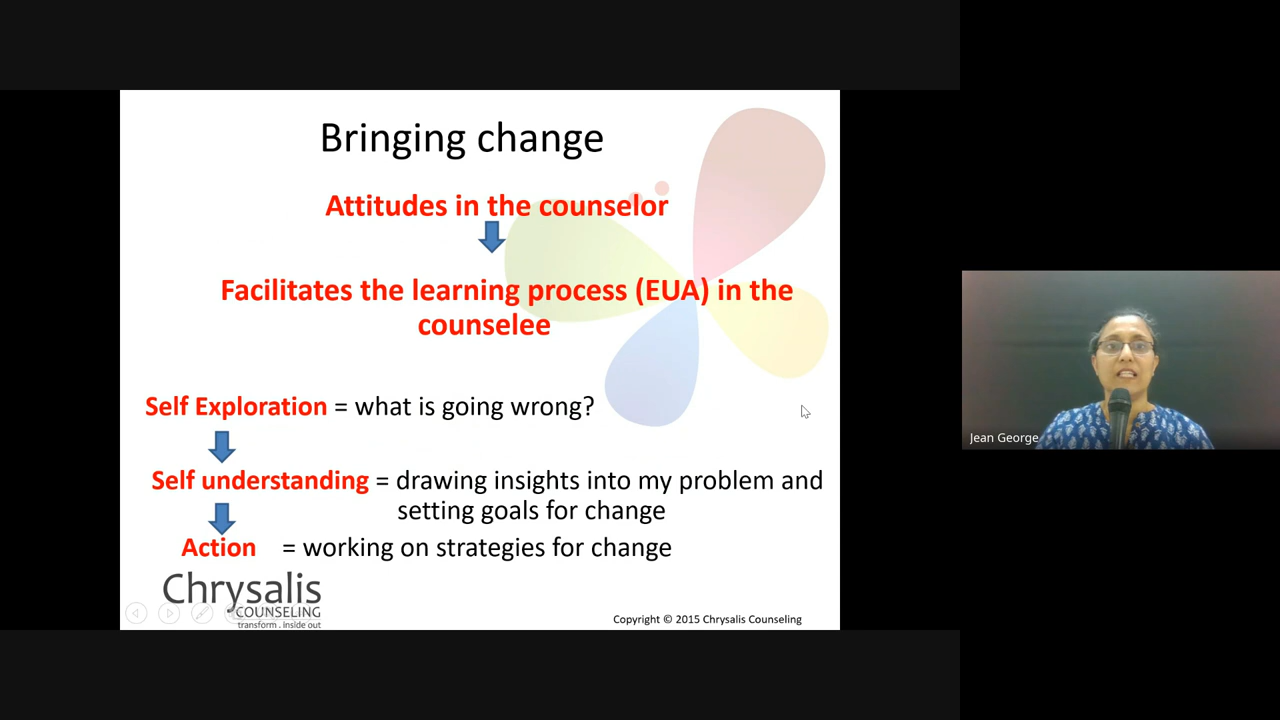 Bringing change
Attitudes in the counselor
Facilitates the learning process (EUA) in the
counselee
Self Exploration = what is going wrong?
Self understanding = drawing insights into my problem and
setting goals for change
Action = working on strategies for change
Chrysalis
COUNSELING
transform . inside out
Copyright © 2015 Chrysalis Counseling
Jean George